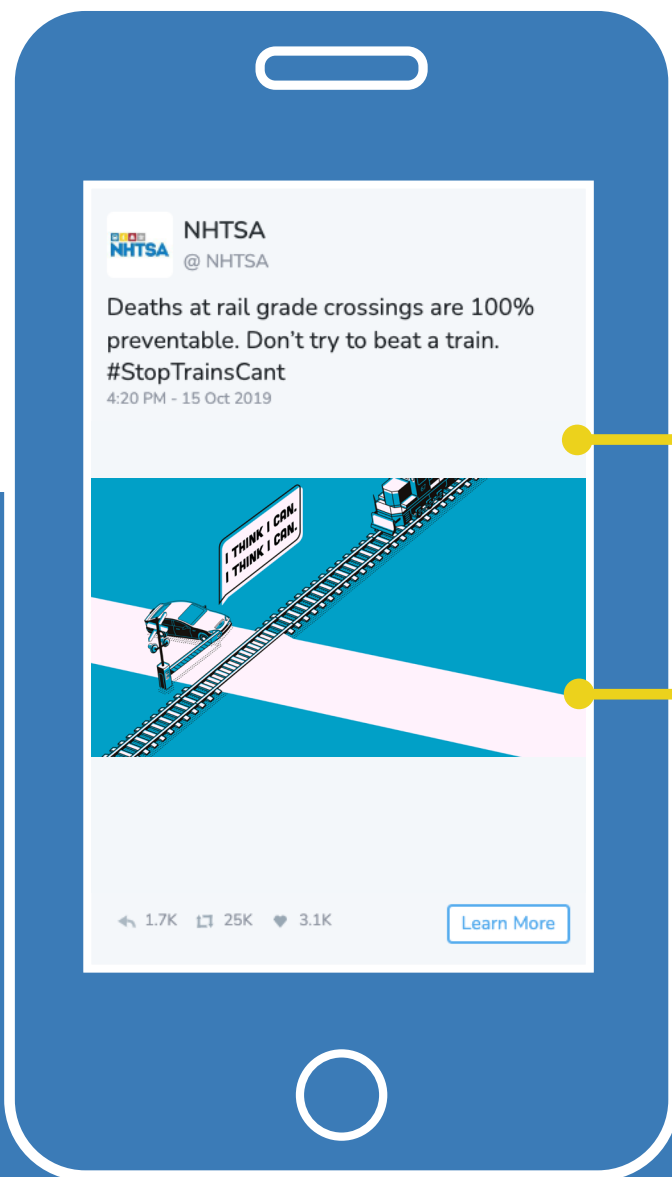 NHTSA
NHTSA
@ NHTSA
Deaths at rail grade crossings are 100%
preventable. Don’t try to beat a train.
#StopTrainsCant
4:20 PM - 15 Oct 2019
I THINK I CAN.
I THINK I CAN.
1.7K 25K 3.1K
Learn More